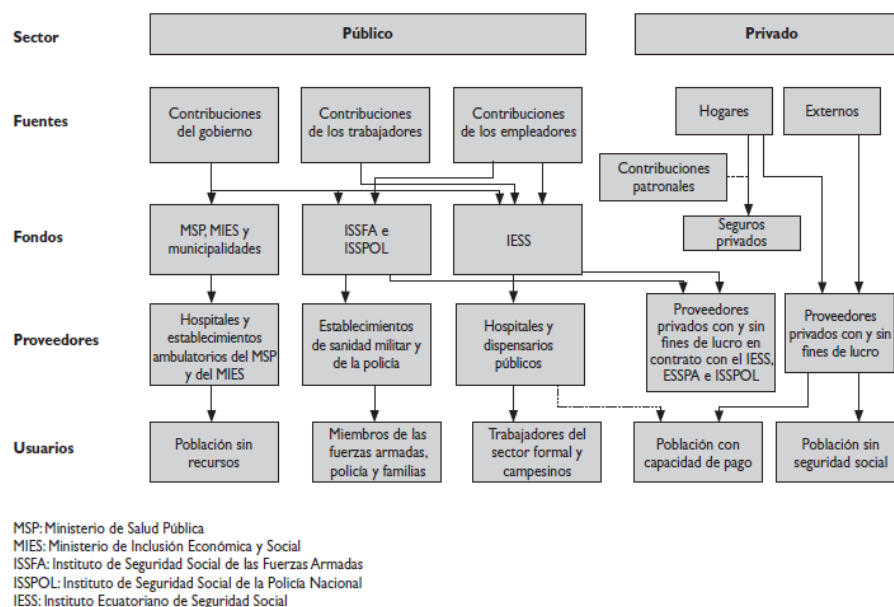 Sector
Público
Privado
Fuentes
Contribuciones
del gobierno
Contribuciones
de los trabajadores
Contribuciones
de los empleadores
Hogares
Externos
Contribuciones
patronales
Fondos
MSP, MIES y
municipalidades
ISSFA e
ISSPOL
IESS
Seguros
privados
Proveedores
Hospitales y
establecimientos
ambulatorios del MSP
y del MIES
Establecimientos
de sanidad militar y
de la policía
Hospitales y
dispensarios
públicos
Proveedores
privados con y sin
fines de lucro en
contrato con el IESS,
ESSPA e ISSPOL
Proveedores
privados con y sin
fines de lucro
Usuarios
Población sin
recursos
Miembros de las
fuerzas armadas,
policía y familias
Trabajadores del
sector formal y
campesinos
Población con
capacidad de pago
Población sin
seguridad social
MSP: Ministerio de Salud Pública
MIES: Ministerio de Inclusión Económica y Social
ISSFA: Instituto de Seguridad Social de las Fuerzas Armadas
ISSPOL: Instituto de Seguridad Social de la Policía Nacional
IESS: Instituto Ecuatoriano de Seguridad Social